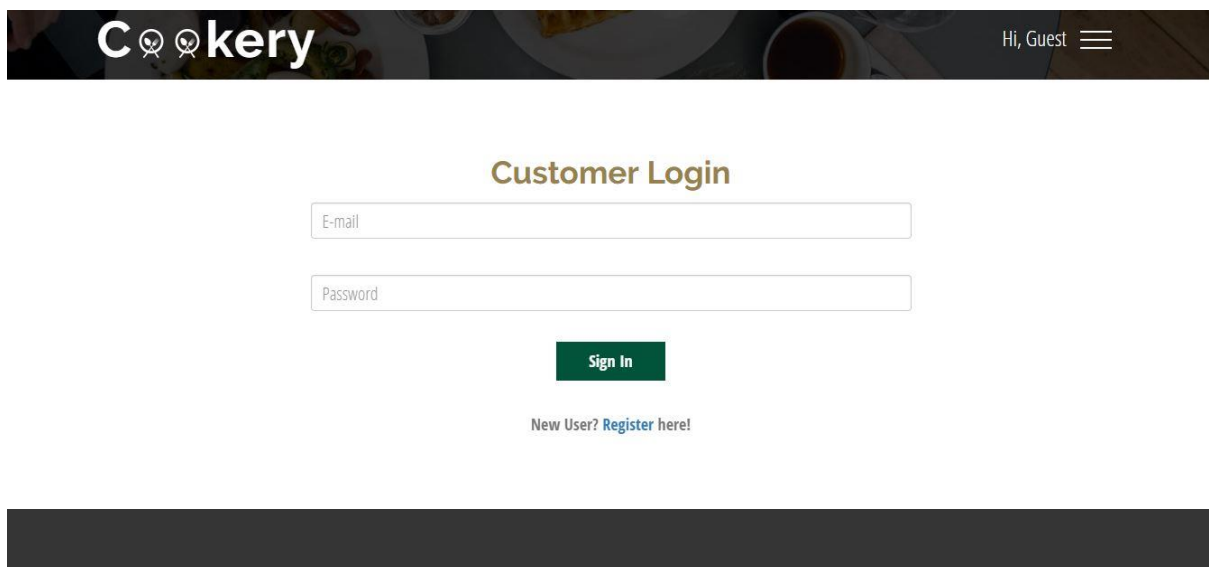 Cookery
Hi, Guest
Customer Login
E-mail
Password
Sign In
New User? Register here!